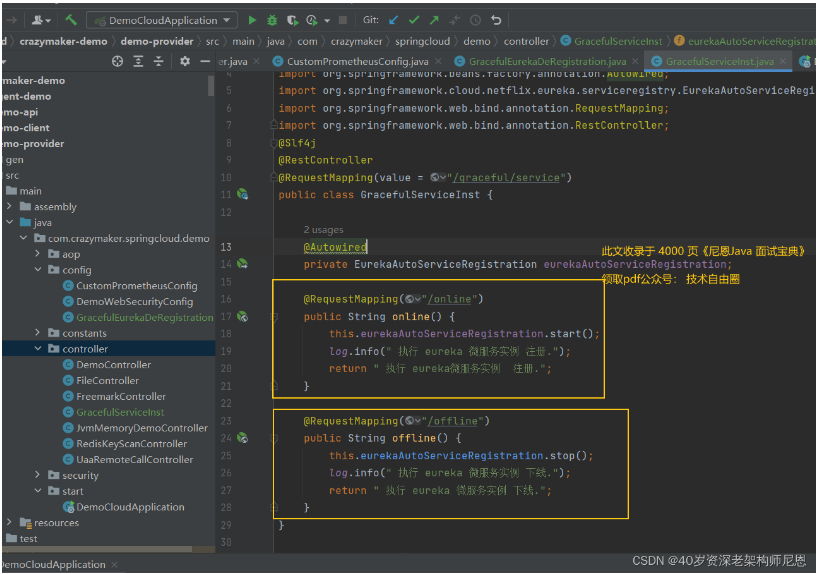 DemoCloudApplication
Git:
d
crazymaker-demo
demo-provider
src
main
java
com
crazymaker
springcloud
demo
controller
GracefulServiceInst
eurekaAutoServiceRegistrat
er.java
CustomPrometheusConfig.java
GracefulEurekaDeRegistration.java
GracefulServiceInst.java
ymaker-demo
ent-demo
mo-api
mo-client
mo-provider
gen
src
main
assembly
java
com.crazymaker.springcloud.demo
aop
config
CustomPrometheusConfig
DemoWebSecurityConfig
GracefulEurekaDeRegistration
constants
controller
DemoController
FileController
FreemarkController
GracefulServiceInst
JvmMemoryDemoController
RedisKeyScanController
UaaRemoteCallController
security
start
DemoCloudApplication
resources
test
4 import org.springframework.beans.factory.annotation.Autowired;
5 import org.springframework.cloud.netflix.eureka.serviceregistry.EurekaAutoServiceRegi
6 import org.springframework.web.bind.annotation.RequestMapping;
7 import org.springframework.web.bind.annotation.RestController;
8 @Slf4j
9 @RestController
10 @RequestMapping(value = "/graceful/service")
11 public class GracefulServiceInst {
12
2 usages
13 @Autowired
此文收录于 4000 页《尼恩Java 面试宝典》
14 private EurekaAutoServiceRegistration eurekaAutoServiceRegistration;
15
领取pdf公众号： 技术自由圈
16 @RequestMapping("/online")
17 public String online() {
18 this.eurekaAutoServiceRegistration.start();
19 log.info(" 执行 eureka 微服务实例 注册.");
20 return " 执行 eureka微服务实例 注册.";
21 }
22
23 @RequestMapping("/offline")
24 public String offline() {
25 this.eurekaAutoServiceRegistration.stop();
26 log.info(" 执行 eureka 微服务实例 下线.");
27 return " 执行 eureka 微服务实例 下线.";
28 }
29 }
30
DemoCloudApplication
CSDN @40岁资深老架构师尼恩